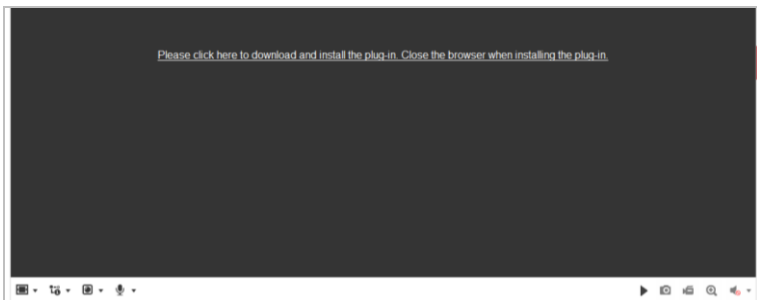 Please click here to download and install the plug-in. Close the browser when installing the plug-in.